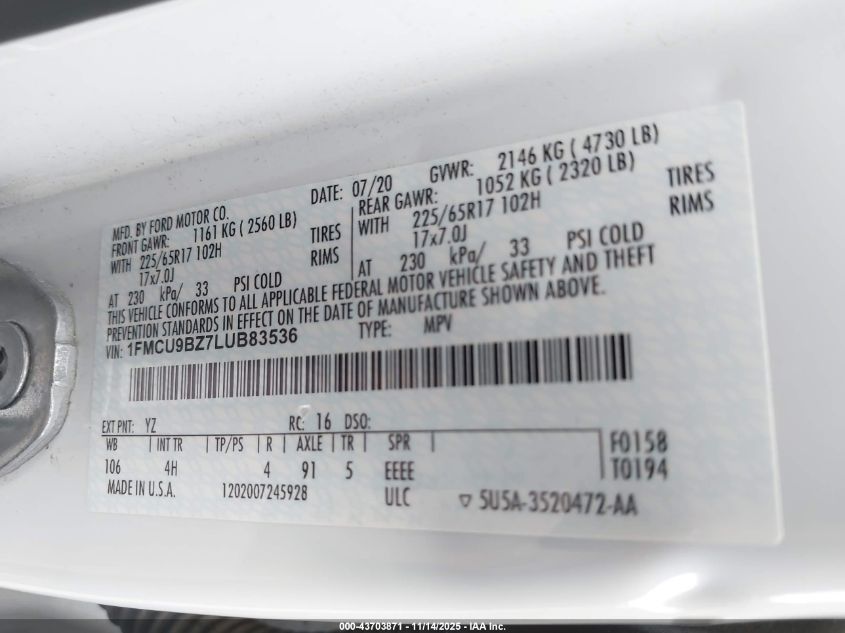 MFD. BY FORD MOTOR CO. DATE: 07/20 GVWR: 2146 KG ( 4730 LB)
FRONT GAWR: 1161 KG ( 2560 LB) REAR GAWR: 1052 KG ( 2320 LB)
WITH 225/65R17 102H TIRES WITH 225/65R17 102H TIRES
17x7.0J RIMS 17x7.0J RIMS
AT 230 kPa/ 33 PSI COLD AT 230 kPa/ 33 PSI COLD
THIS VEHICLE CONFORMS TO ALL APPLICABLE FEDERAL MOTOR VEHICLE SAFETY AND THEFT
PREVENTION STANDARDS IN EFFECT ON THE DATE OF MANUFACTURE SHOWN ABOVE.
VIN: 1FMCU9BZ7LUB83536 TYPE: MPV
EXT PNT: YZ RC: 16 DSO:
WB INT TR TP/PS R AXLE TR SPR F0158
106 4H 4 91 5 EEEE T0194
MADE IN U.S.A. 1202007245928 ULC ▽ 5U5A-3520472-AA
000-43703871 - 11/14/2025 - IAA Inc.